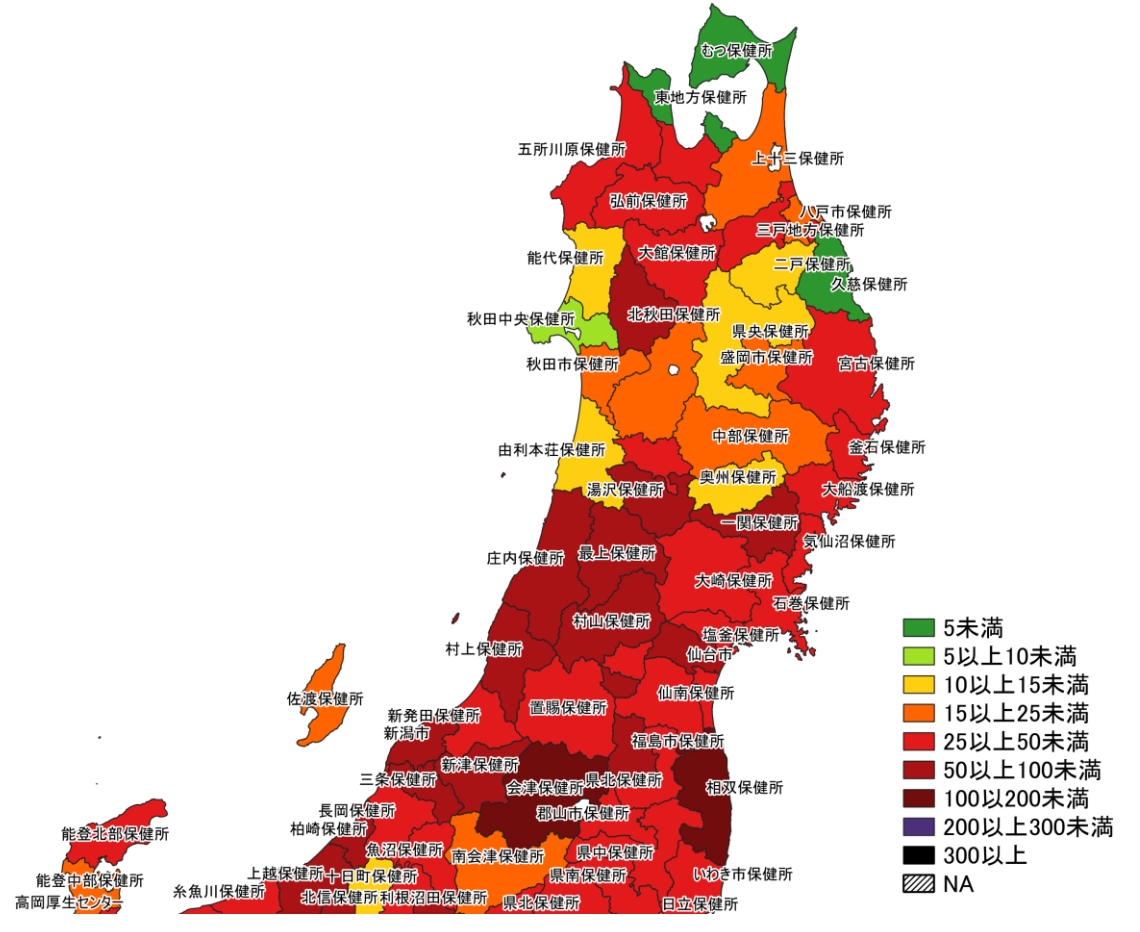 むつ保健所
東地方保健所
五所川原保健所
上十三保健所
弘前保健所
八戸市保健所
三戸地方保健所
大館保健所
能代保健所
二戸保健所
久慈保健所
北秋田保健所
秋田中央保健所
県央保健所
盛岡市保健所
秋田市保健所
宮古保健所
中部保健所
釜石保健所
由利本荘保健所
奥州保健所
湯沢保健所
大船渡保健所
一関保健所
気仙沼保健所
庄内保健所
最上保健所
大崎保健所
石巻保健所
村山保健所
塩釜保健所
村上保健所
仙台市
仙南保健所
佐渡保健所
置賜保健所
新発田保健所
新潟市
福島市保健所
新津保健所
三条保健所
会津保健所
県北保健所
相双保健所
長岡保健所
郡山市保健所
柏崎保健所
能登北部保健所
魚沼保健所
南会津保健所
県中保健所
上越保健所
十日町保健所
県南保健所
いわき市保健所
能登中部保健所
糸魚川保健所
北信保健所
利根沼田保健所
高岡厚生センター
県北保健所
日立保健所
5未満
5以上10未満
10以上15未満
15以上25未満
25以上50未満
50以上100未満
100以200未満
200以上300未満
300以上
NA